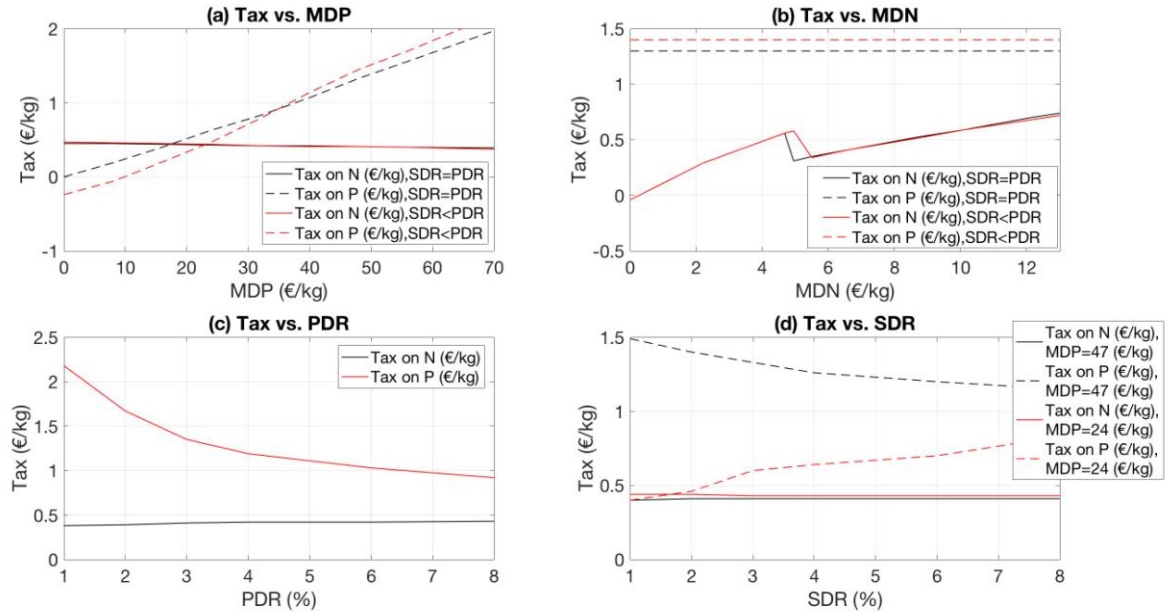 (a) Tax vs. MDP
Tax (€/kg)
2
1
0
-1
0
10
20
30
40
50
60
70
MDP (€/kg)
Tax on N (€/kg),SDR=PDR
Tax on P (€/kg),SDR=PDR
Tax on N (€/kg),SDR<PDR
Tax on P (€/kg),SDR<PDR
(b) Tax vs. MDN
Tax (€/kg)
1.5
1
0.5
0
-0.5
0
2
4
6
8
10
12
MDN (€/kg)
Tax on N (€/kg),SDR=PDR
Tax on P (€/kg),SDR=PDR
Tax on N (€/kg),SDR<PDR
Tax on P (€/kg),SDR<PDR
(c) Tax vs. PDR
Tax (€/kg)
2.5
2
1.5
1
0.5
0
1
2
3
4
5
6
7
8
PDR (%)
Tax on N (€/kg)
Tax on P (€/kg)
(d) Tax vs. SDR
Tax (€/kg)
1.5
1
0.5
0
1
2
3
4
5
6
7
8
SDR (%)
Tax on N (€/kg),
MDP=47 (€/kg)
Tax on P (€/kg),
MDP=47 (€/kg)
Tax on N (€/kg),
MDP=24 (€/kg)
Tax on P (€/kg),
MDP=24 (€/kg)